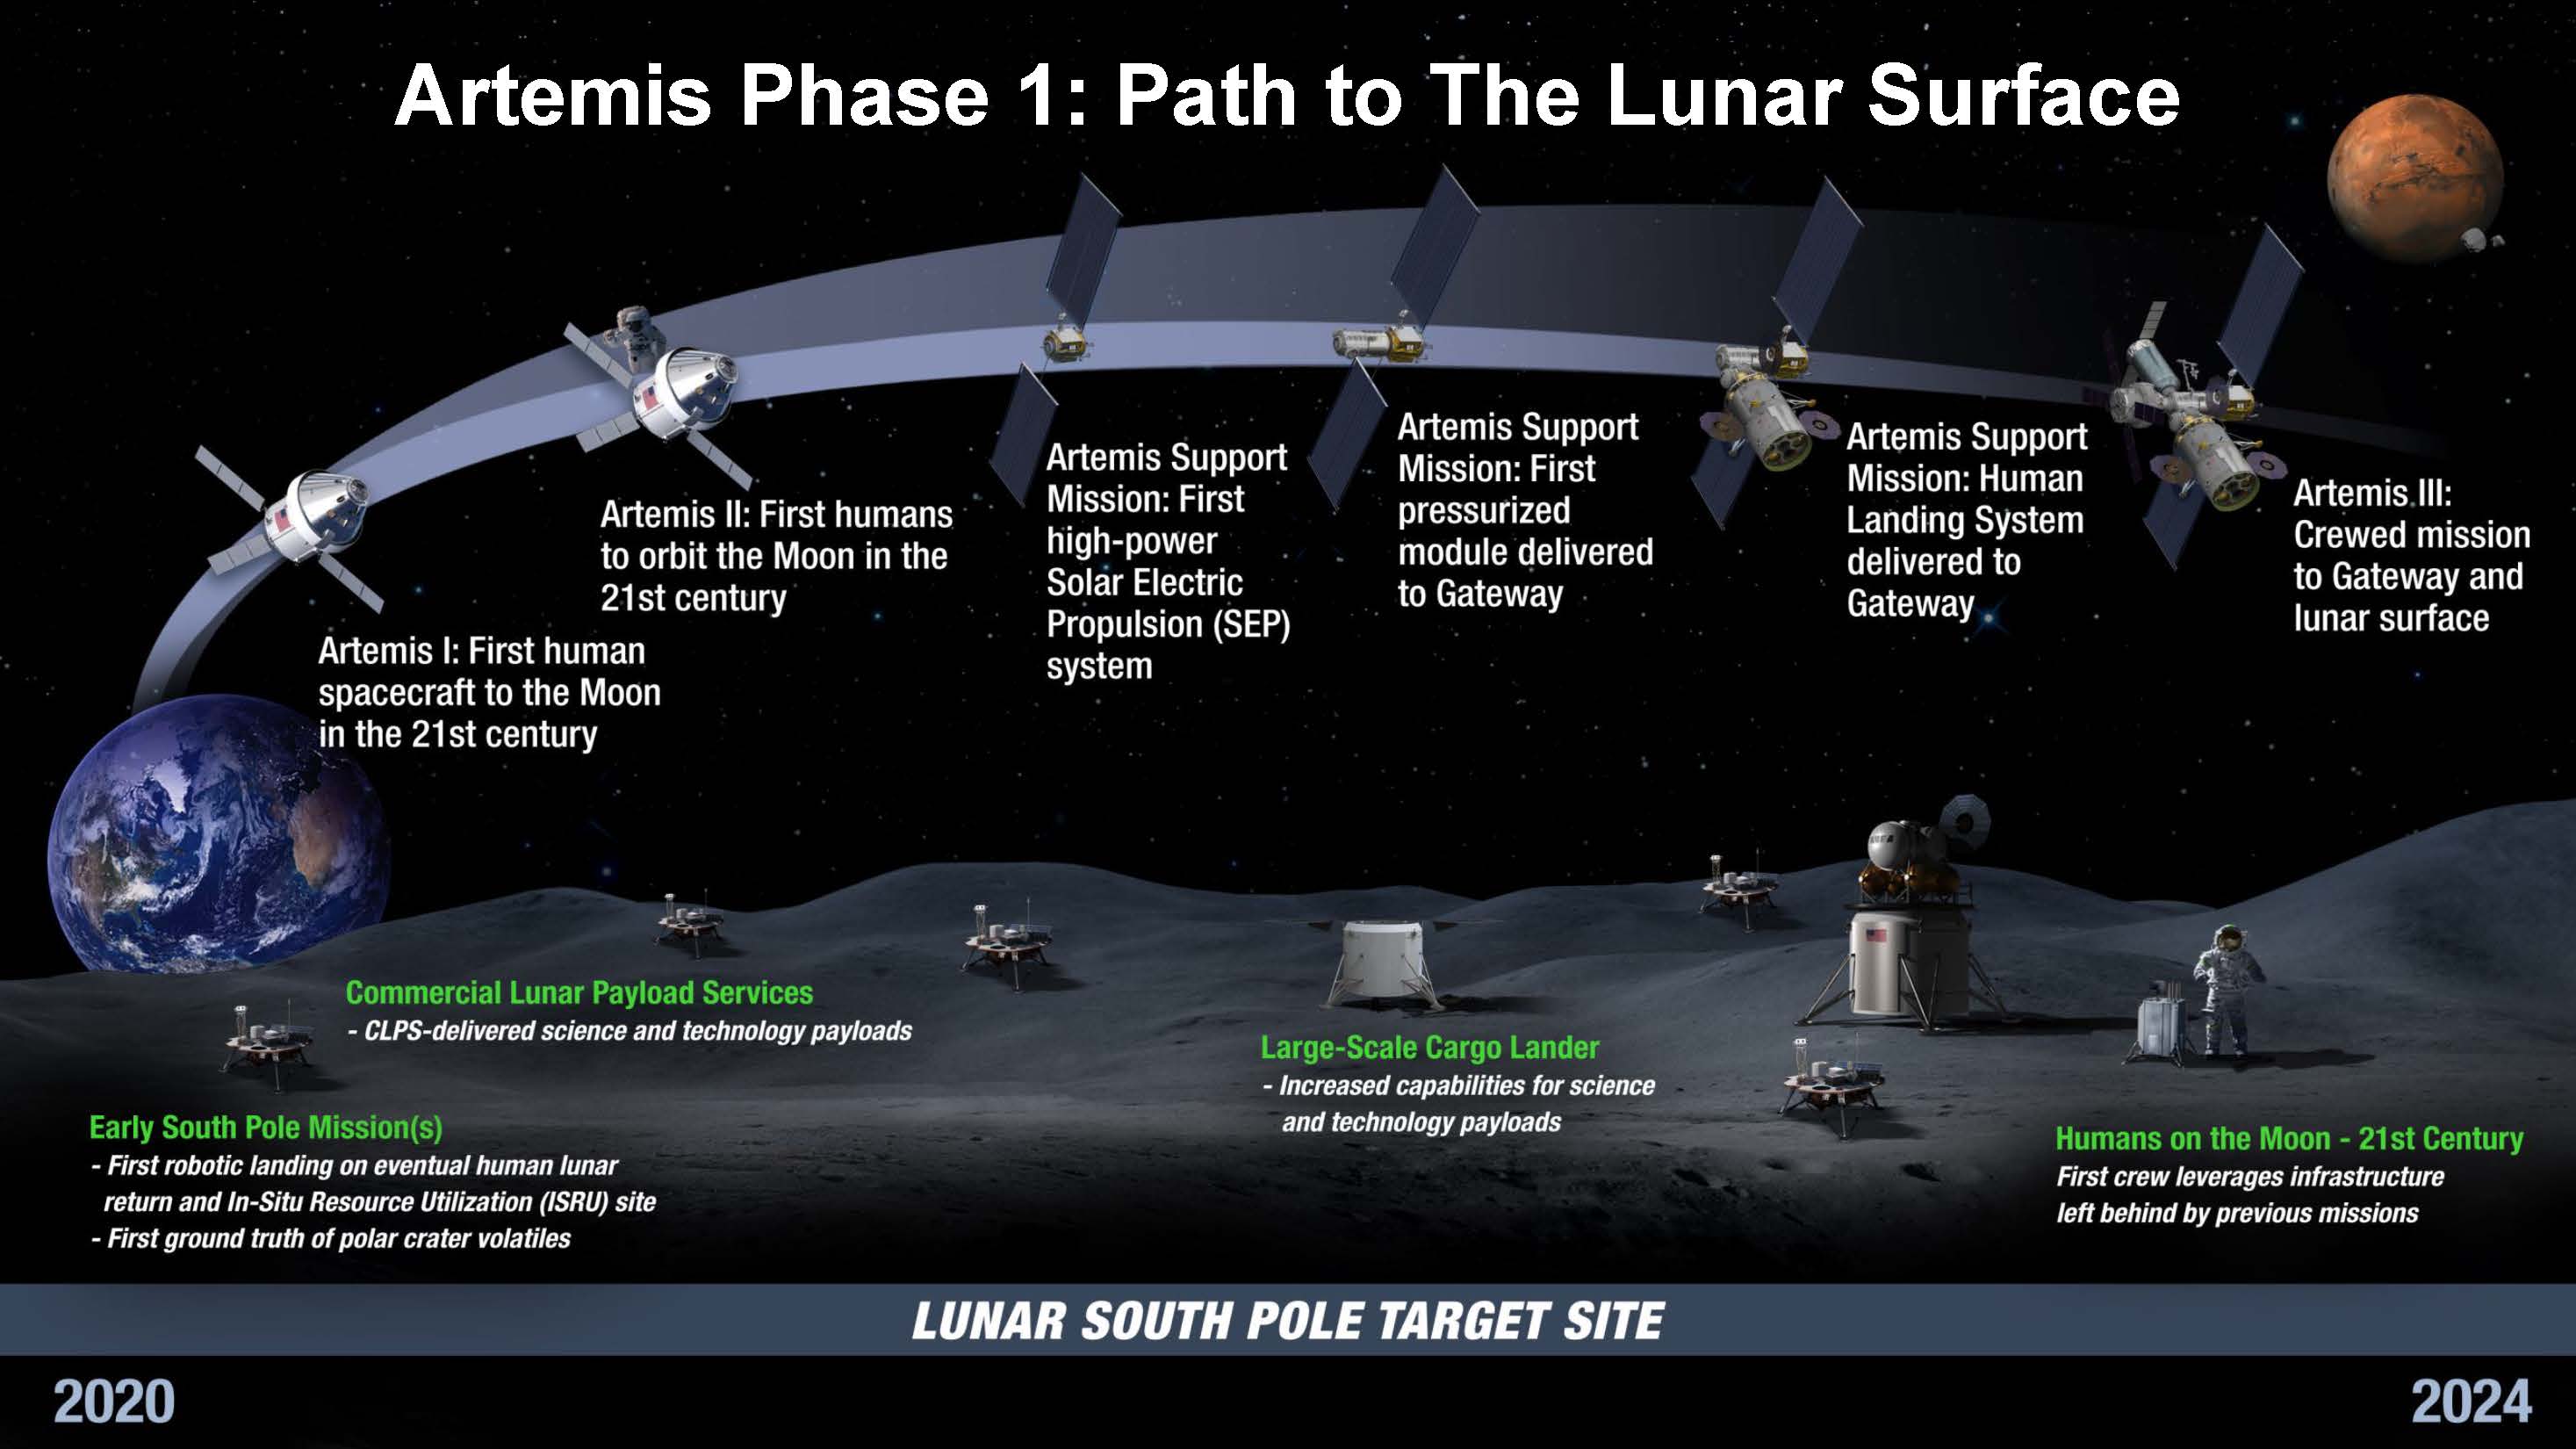 Artemis Phase 1: Path to The Lunar Surface
Artemis I: First human
spacecraft to the Moon
in the 21st century
Artemis II: First humans
to orbit the Moon in the
21st century
Artemis Support
Mission: First
high-power
Solar Electric
Propulsion (SEP)
system
Artemis Support
Mission: First
pressurized
module delivered
to Gateway
Artemis Support
Mission: Human
Landing System
delivered to
Gateway
Artemis III:
Crewed mission
to Gateway and
lunar surface
Commercial Lunar Payload Services
- CLPS-delivered science and technology payloads
Early South Pole Mission(s)
- First robotic landing on eventual human lunar
return and In-Situ Resource Utilization (ISRU) site
- First ground truth of polar crater volatiles
Large-Scale Cargo Lander
- Increased capabilities for science
and technology payloads
Humans on the Moon - 21st Century
First crew leverages infrastructure
left behind by previous missions
LUNAR SOUTH POLE TARGET SITE
2020
2024